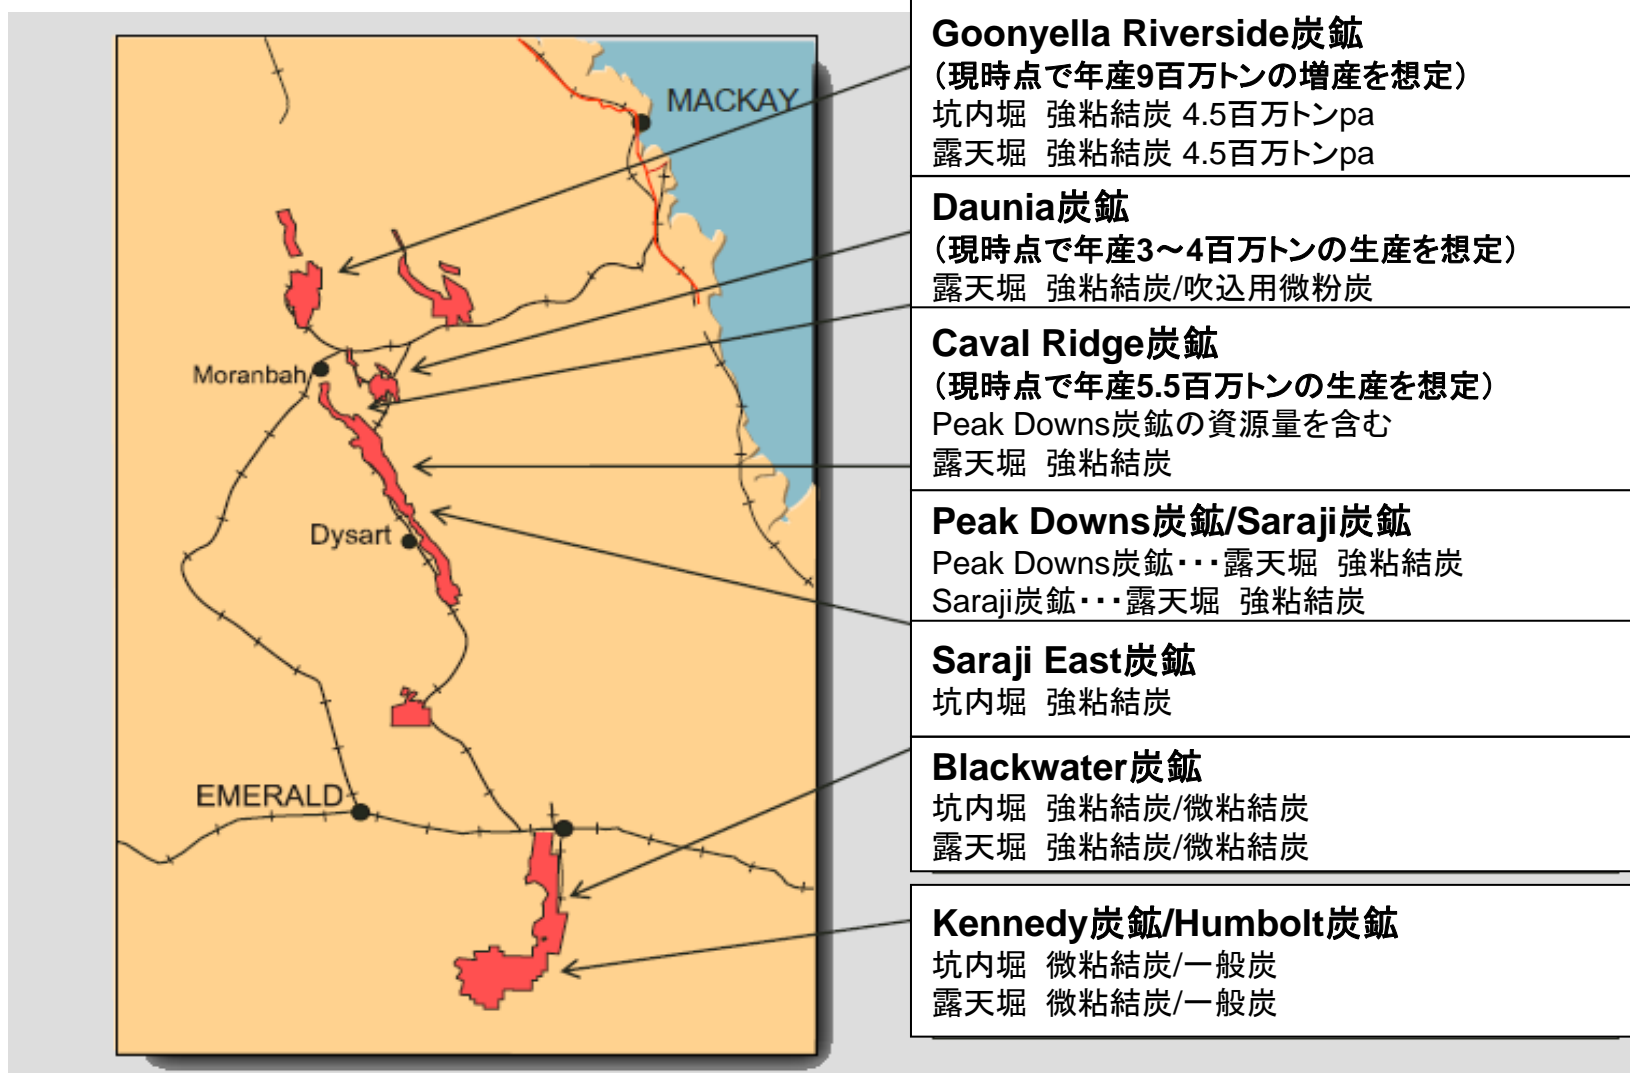 MACKAY
Moranbah
Dysart
EMERALD
Goonyella Riverside炭鉱
（現時点で年産9百万トンの増産を想定）
坑内堀 強粘結炭 4.5百万トンpa
露天堀 強粘結炭 4.5百万トンpa
Daunia炭鉱
（現時点で年産3～4百万トンの生産を想定）
露天堀 強粘結炭/吹込用微粉炭
Caval Ridge炭鉱
（現時点で年産5.5百万トンの生産を想定）
Peak Downs炭鉱の資源量を含む
露天堀 強粘結炭
Peak Downs炭鉱/Saraji炭鉱
Peak Downs炭鉱・・・露天堀 強粘結炭
Saraji炭鉱・・・露天堀 強粘結炭
Saraji East炭鉱
坑内堀 強粘結炭
Blackwater炭鉱
坑内堀 強粘結炭/微粘結炭
露天堀 強粘結炭/微粘結炭
Kennedy炭鉱/Humbolt炭鉱
坑内堀 微粘結炭/一般炭
露天堀 微粘結炭/一般炭